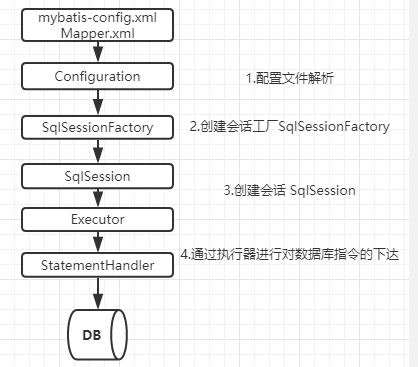 mybatis-config.xml
Mapper.xml
Configuration
1.配置文件解析
SqlSessionFactory
2.创建会话工厂SqlSessionFactory
SqlSession
3.创建会话 SqlSession
Executor
StatementHandler
4.通过执行器进行对数据库指令的下达
DB